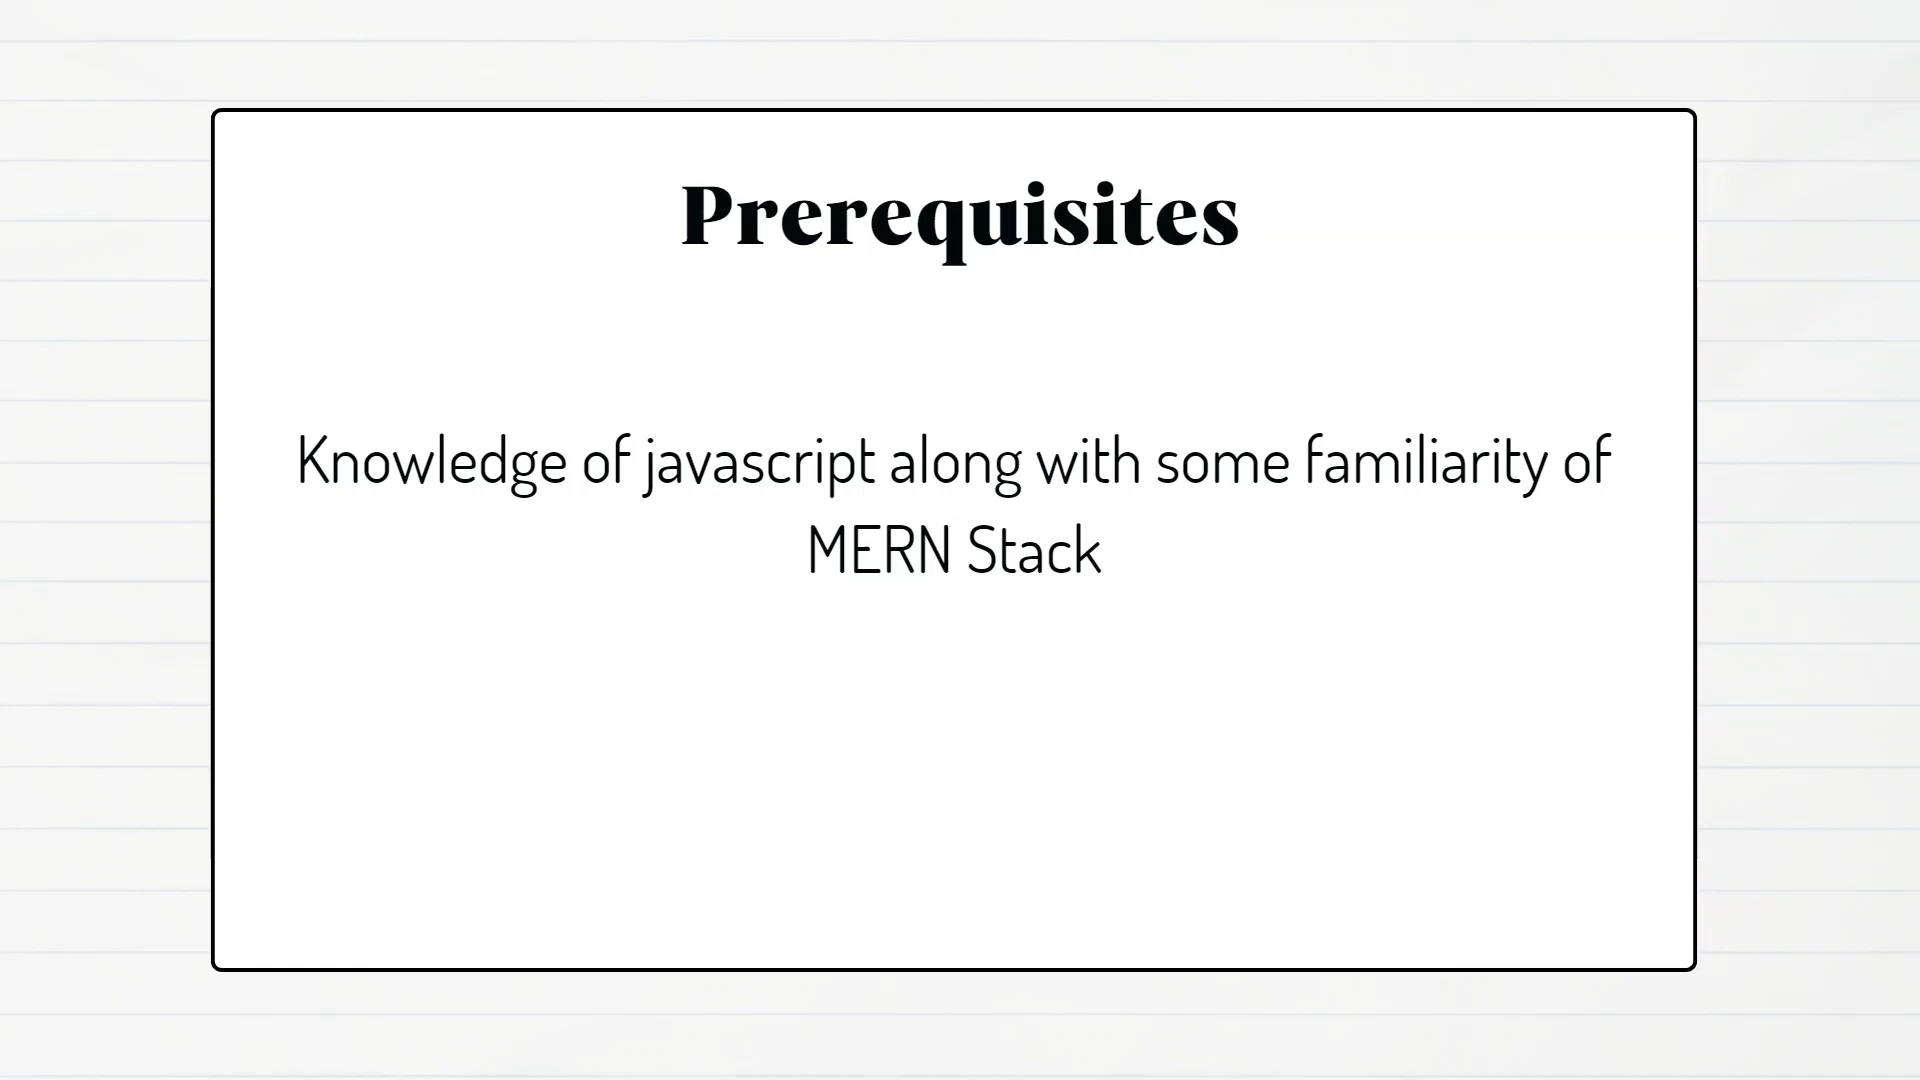 Prerequisites
Knowledge of javascript along with some familiarity of
MERN Stack